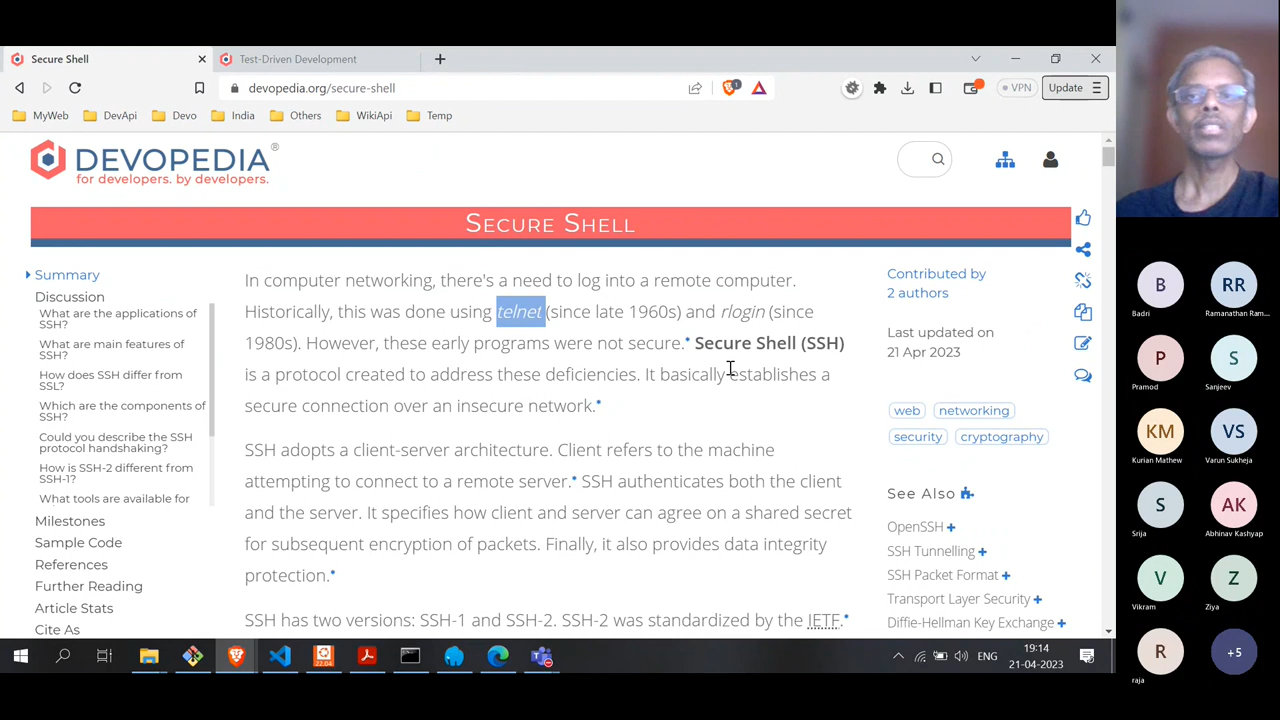 Secure Shell
Test-Driven Development
devopedia.org/secure-shell
1
VPN
Update
MyWeb
DevApi
Devo
India
Others
WikiApi
Temp
DEVOPEDIA®
for developers. by developers.
SECURE SHELL
Summary
Discussion
What are the applications of
SSH?
What are main features of
SSH?
How does SSH differ from
SSL?
Which are the components of
SSH?
Could you describe the SSH
protocol handshaking?
How is SSH-2 different from
SSH-1?
What tools are available for
Milestones
Sample Code
References
Further Reading
Article Stats
Cite As
In computer networking, there's a need to log into a remote computer.
Historically, this was done using telnet (since late 1960s) and rlogin (since
1980s). However, these early programs were not secure. Secure Shell (SSH)
is a protocol created to address these deficiencies. It basically establishes a
secure connection over an insecure network.
SSH adopts a client-server architecture. Client refers to the machine
attempting to connect to a remote server. SSH authenticates both the client
and the server. It specifies how client and server can agree on a shared secret
for subsequent encryption of packets. Finally, it also provides data integrity
protection.
SSH has two versions: SSH-1 and SSH-2. SSH-2 was standardized by the IETF.
Contributed by
2 authors
Last updated on
21 Apr 2023
web
networking
security
cryptography
See Also
OpenSSH +
SSH Tunnelling +
SSH Packet Format +
Transport Layer Security +
Diffie-Hellman Key Exchange +
22.04
ENG
19:14
21-04-2023
B
Badri
RR
Ramanathan Ram...
P
Pramod
S
Sanjeev
KM
Kurian Mathew
VS
Varun Sukheja
S
Srija
AK
Abhinav Kashyap
V
Vikram
Z
Ziya
R
raja
+5